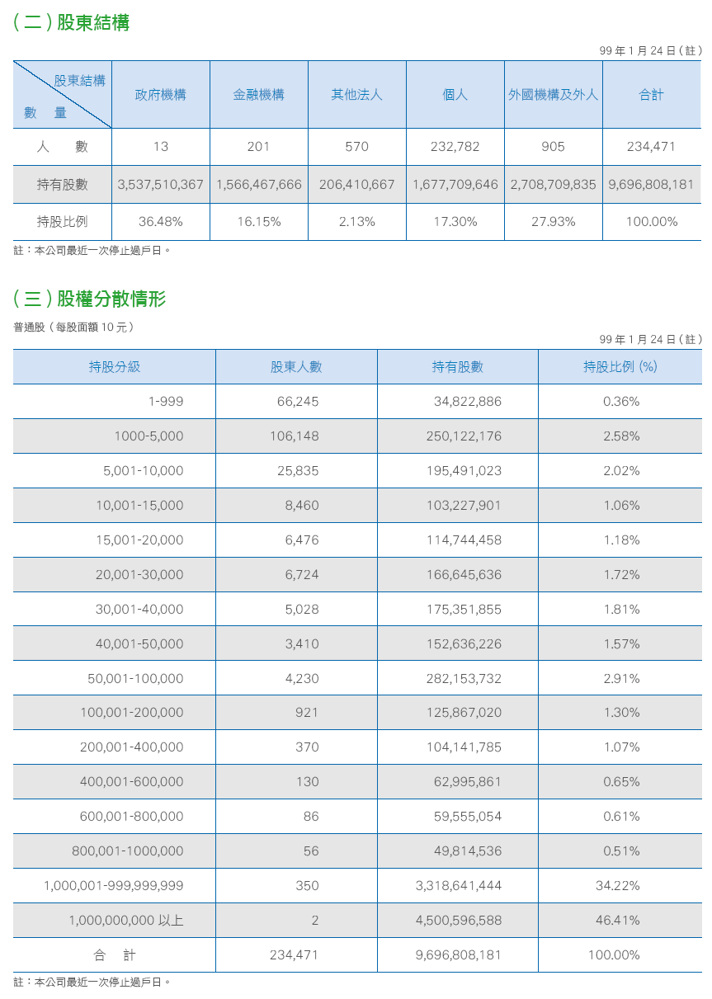 (二)股東結構
99 年 1 月 24 日(註)
股東結構 數 量 政府機構 金融機構 其他法人 個人 外國機構及外人 合計
人 數 13 201 570 232,782 905 234,471
持有股數 3,537,510,367 1,566,467,666 206,410,667 1,677,709,646 2,708,709,835 9,696,808,181
持股比例 36.48% 16.15% 2.13% 17.30% 27.93% 100.00%
註:本公司最近一次停止過戶日。
(三)股權分散情形
普通股(每股面額 10 元)
99 年 1 月 24 日(註)
持股分級 股東人數 持有股數 持股比例 (%)
1-999 66,245 34,822,886 0.36%
1000-5,000 106,148 250,122,176 2.58%
5,001-10,000 25,835 195,491,023 2.02%
10,001-15,000 8,460 103,227,901 1.06%
15,001-20,000 6,476 114,744,458 1.18%
20,001-30,000 6,724 166,645,636 1.72%
30,001-40,000 5,028 175,351,855 1.81%
40,001-50,000 3,410 152,636,226 1.57%
50,001-100,000 4,230 282,153,732 2.91%
100,001-200,000 921 125,867,020 1.30%
200,001-400,000 370 104,141,785 1.07%
400,001-600,000 130 62,995,861 0.65%
600,001-800,000 86 59,555,054 0.61%
800,001-1000,000 56 49,814,536 0.51%
1,000,001-999,999,999 350 3,318,641,444 34.22%
1,000,000,000 以上 2 4,500,596,588 46.41%
合 計 234,471 9,696,808,181 100.00%
註:本公司最近一次停止過戶日。